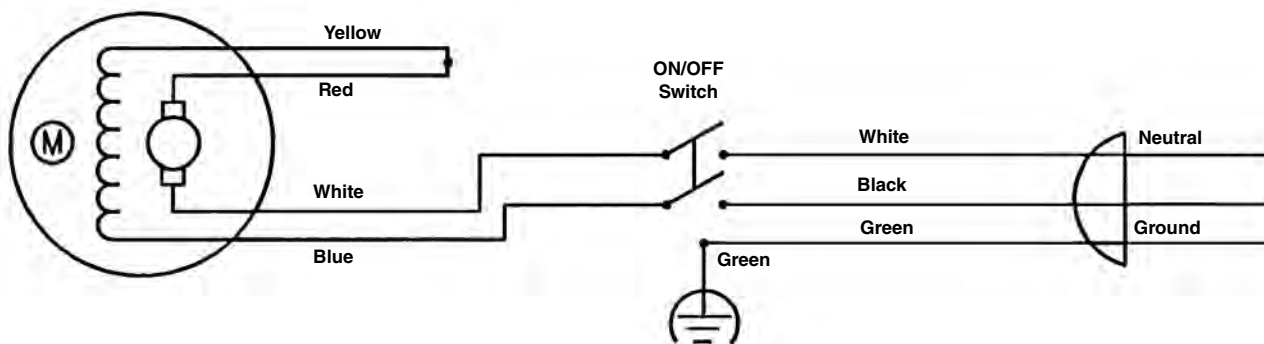 Yellow
Red
ON/OFF
Switch
M
White
Neutral
White
Black
Green
Ground
Blue
Green